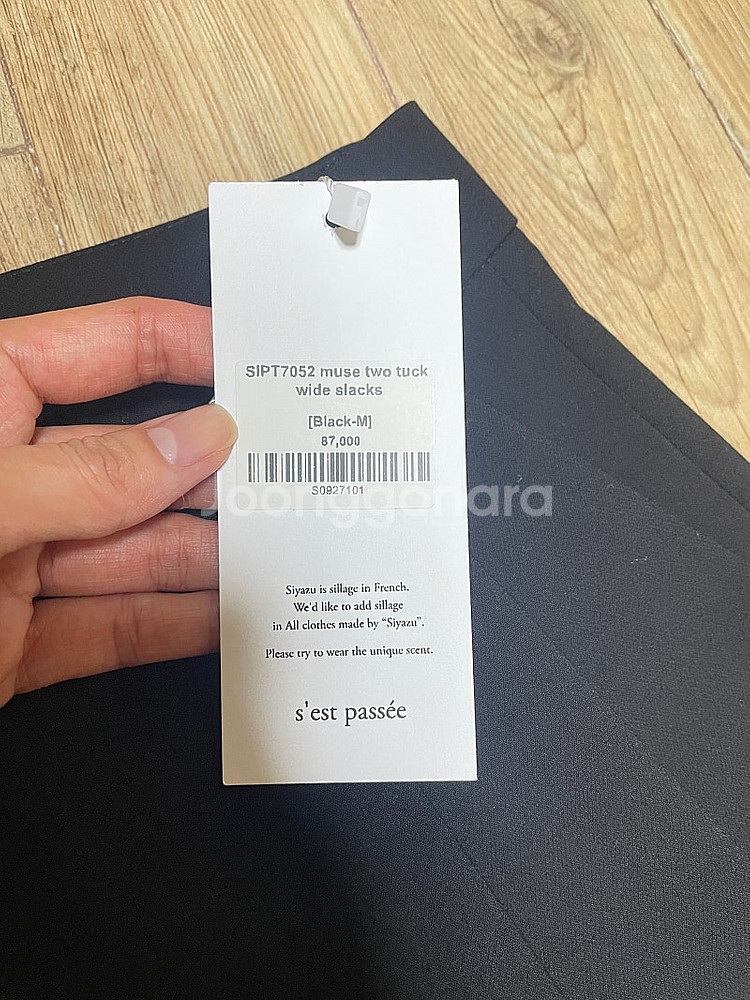 SIPT7052 muse two tuck
wide slacks
[Black-M]
87,000
S0927101
Joonggonara
Siyazu is sillage in French.
We'd like to add sillage
in All clothes made by “Siyazu”.
Please try to wear the unique scent.
s'est passée